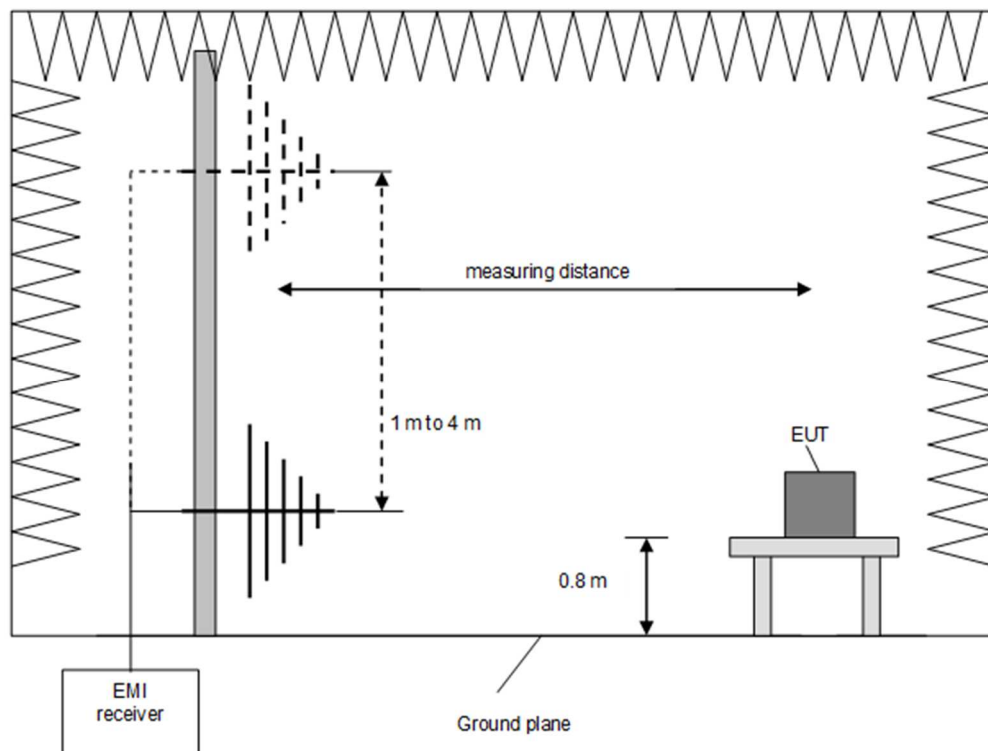 measuring distance
1 m to 4 m
EUT
0.8 m
EMI
receiver
Ground plane